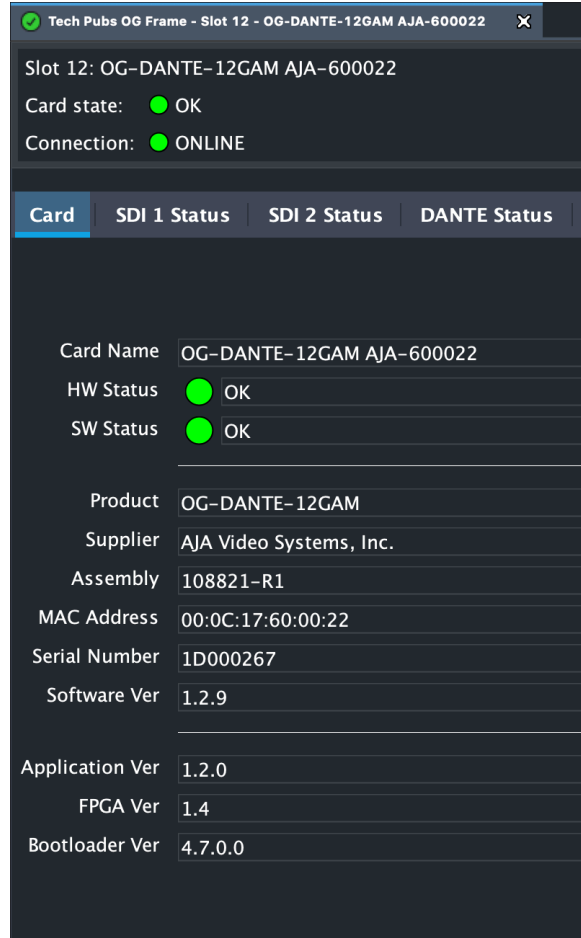 Tech Pubs OG Frame - Slot 12 - OG-DANTE-12GAM AJA-600022
Slot 12: OG-DANTE-12GAM AJA-600022
Card state: OK
Connection: ONLINE
Card SDI 1 Status SDI 2 Status DANTE Status
Card Name OG-DANTE-12GAM AJA-600022
HW Status OK
SW Status OK
Product OG-DANTE-12GAM
Supplier AJA Video Systems, Inc.
Assembly 108821-R1
MAC Address 00:0C:17:60:00:22
Serial Number 1D000267
Software Ver 1.2.9
Application Ver 1.2.0
FPGA Ver 1.4
Bootloader Ver 4.7.0.0